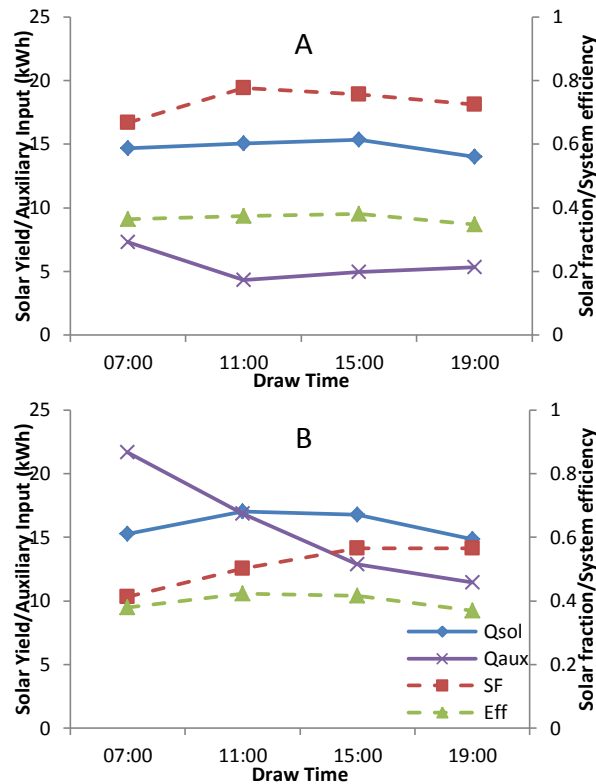 25
20
15
10
5
0
Solar Yield/Auxiliary Input (kWh)
A
1
0.8
0.6
0.4
0.2
0
Solar fraction/System efficiency
07:00 11:00 15:00 19:00
Draw Time
25
20
15
10
5
0
Solar Yield/Auxiliary Input (kWh)
B
Qsol
Qaux
SF
Eff
1
0.8
0.6
0.4
0.2
0
Solar fraction/System efficiency
07:00 11:00 15:00 19:00
Draw Time